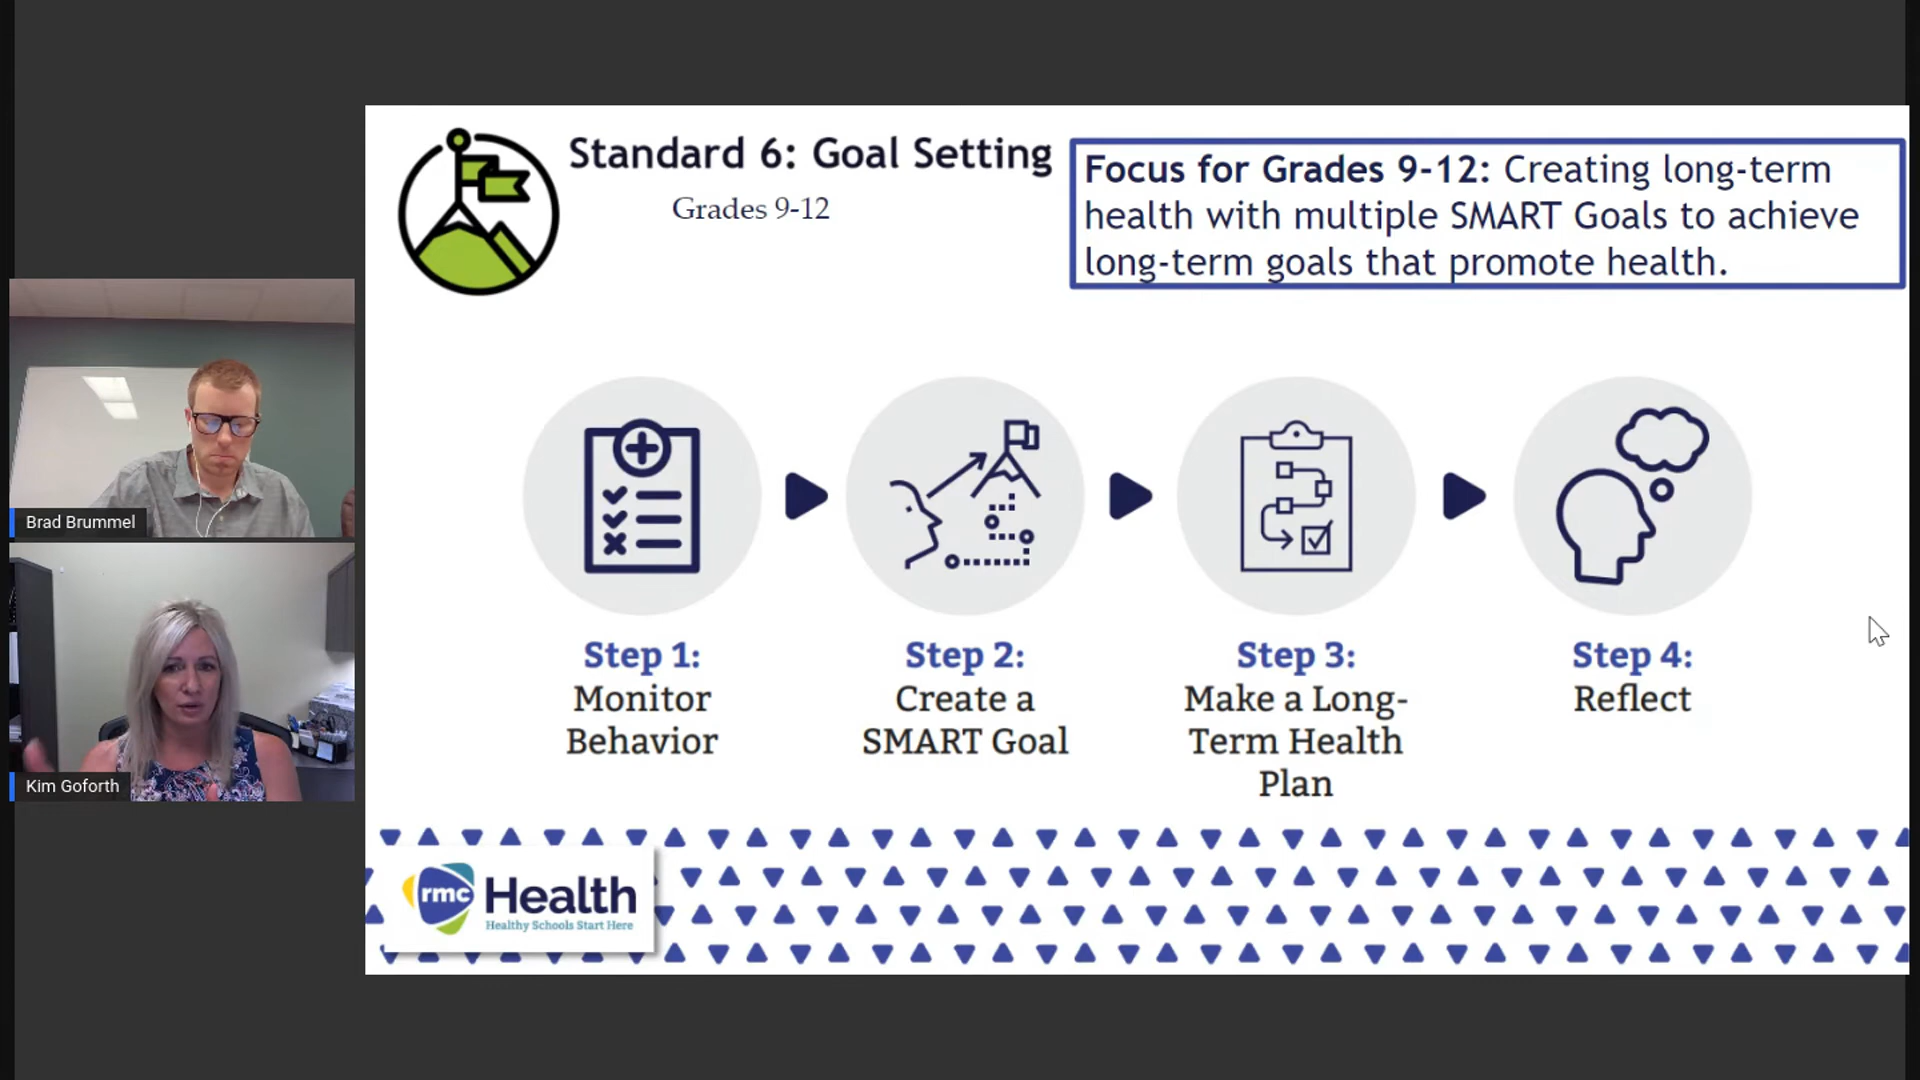 Standard 6: Goal Setting
Grades 9-12
Focus for Grades 9-12: Creating long-term
health with multiple SMART Goals to achieve
long-term goals that promote health.
Brad Brummel
Kim Goforth
Step 1:
Monitor
Behavior
Step 2:
Create a
SMART Goal
Step 3:
Make a Long-
Term Health
Plan
Step 4:
Reflect
rmc Health
Healthy Schools Start Here